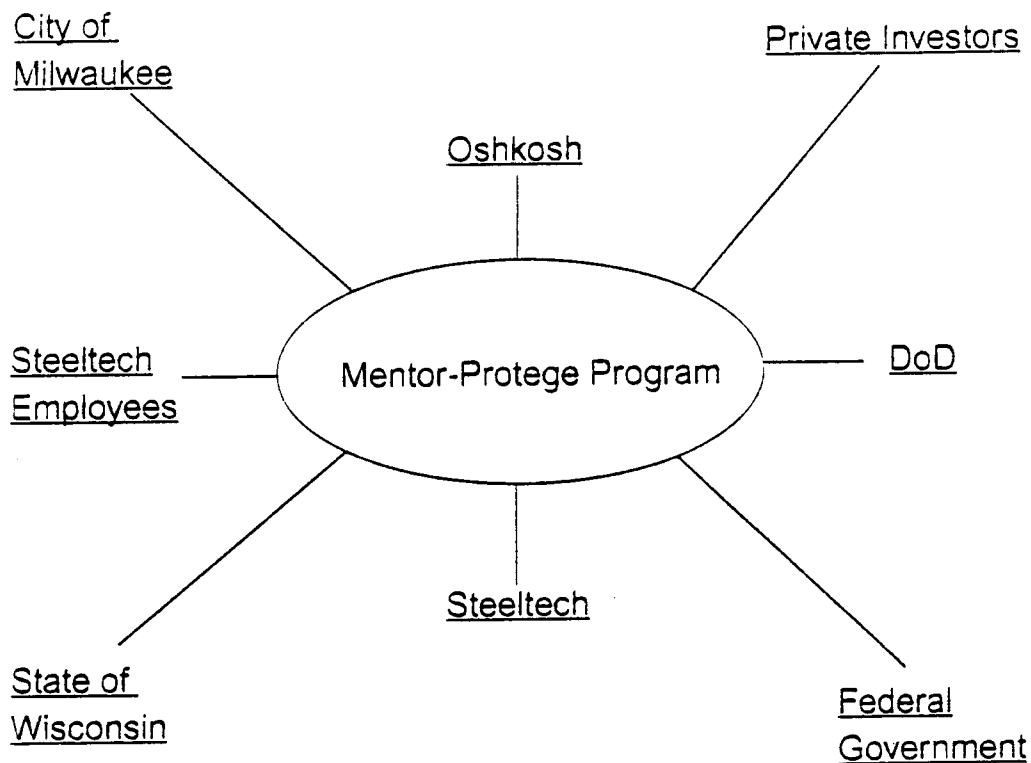 City of
Milwaukee
Private Investors
Oshkosh
Steeltech
Employees
Mentor-Protege Program
DoD
Steeltech
State of
Wisconsin
Federal
Government